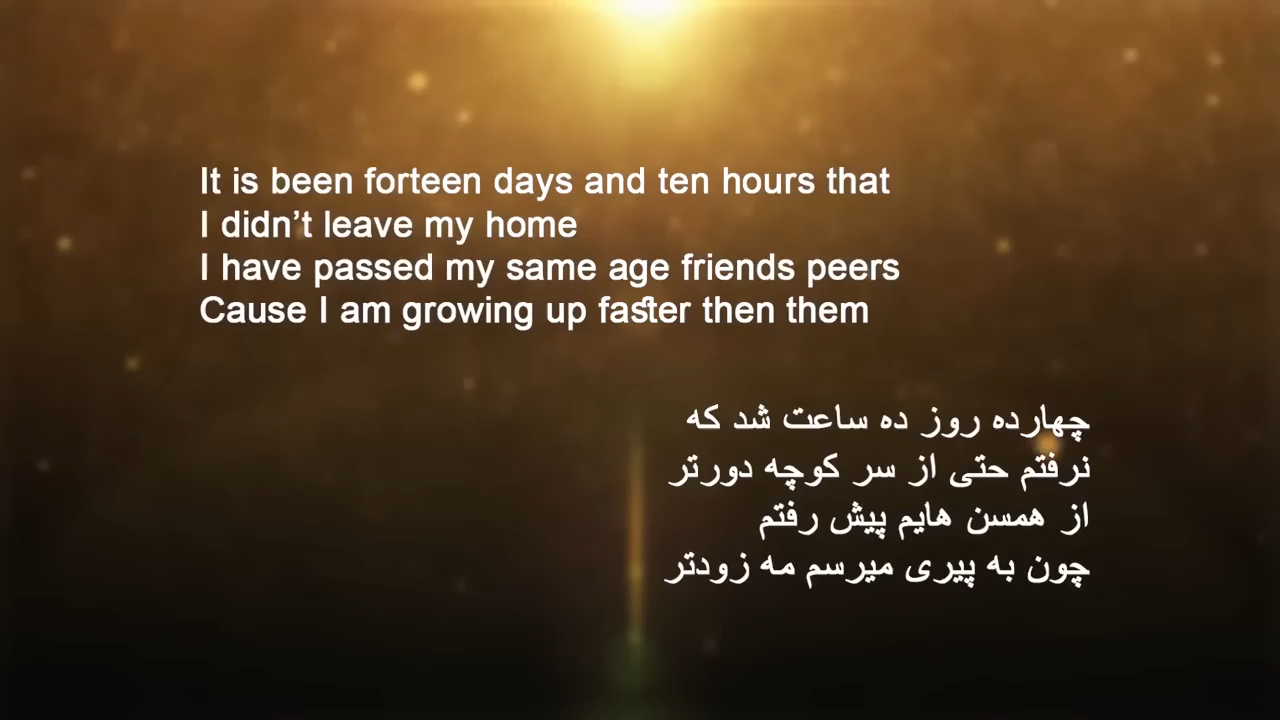 It is been forteen days and ten hours that
I didn’t leave my home
I have passed my same age friends peers
Cause I am growing up faster then them
چهارده روز ده ساعت شد که
نرفتم حتی از سر کوچه دورتر
از همسن هایم پیش رفتم
چون به پیری میرسم مه زودتر